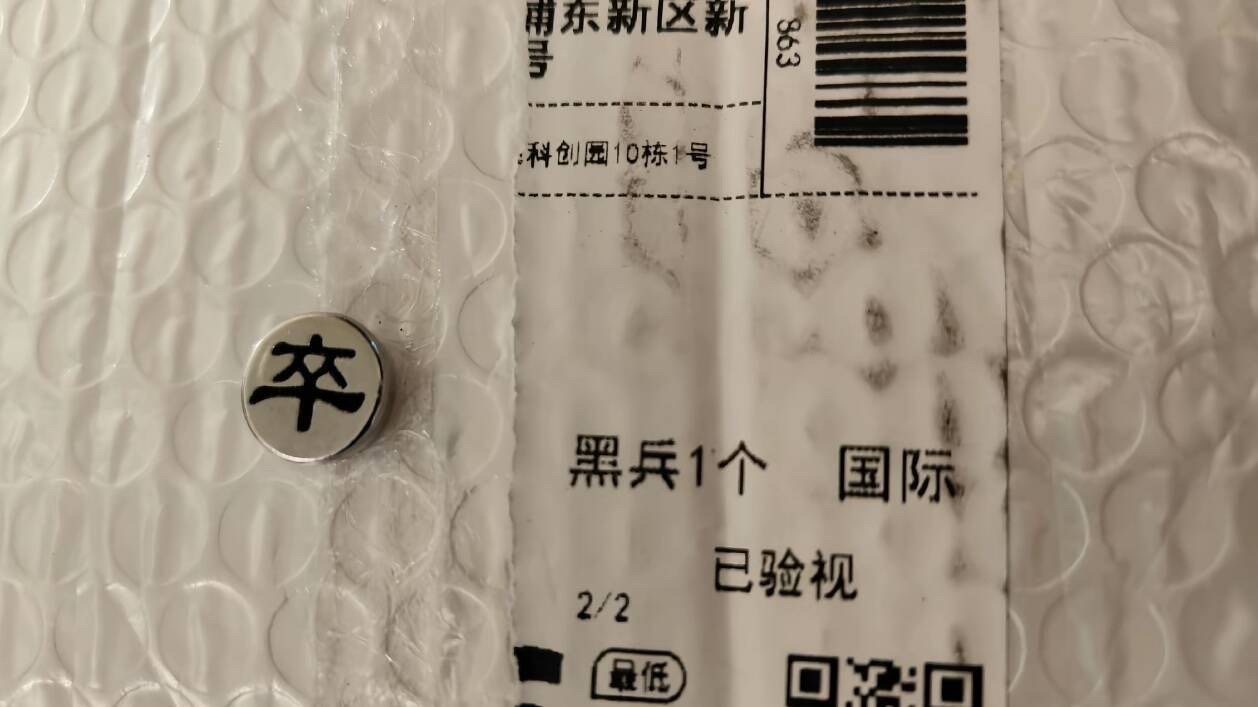 浦东新区新
号
863
科创园10栋1号
卒
黑兵1个 国际
已验视
2/2
最低